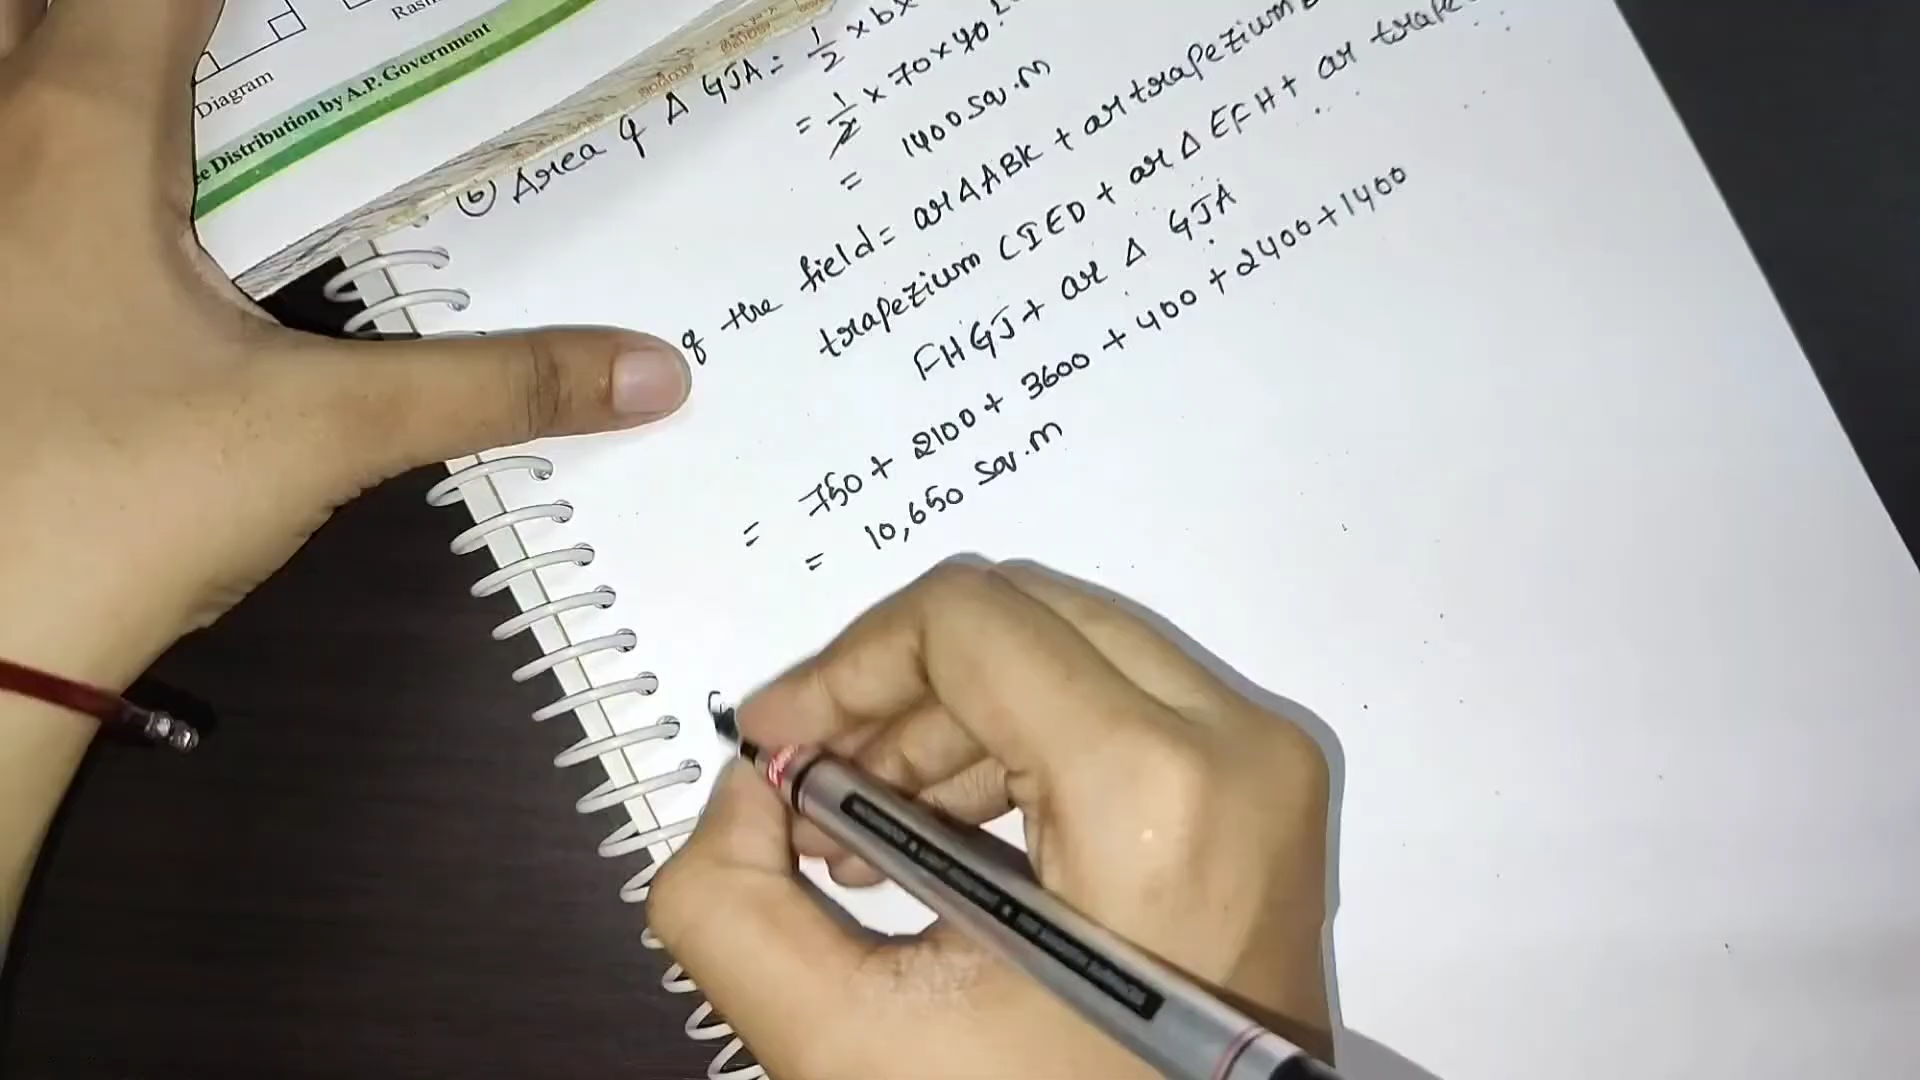 Diagram
Distribution by A.P. Government
(6) Area of Δ GJA = 1/2 × b ×
= 1/2 × 70 × 40
= 1400 sq.m
of the field = ar Δ ABK + ar trapezium
trapezium CIED + ar Δ EFH + ar
FHGJ + ar Δ GJA
= 750 + 2100 + 3600 + 400 + 2400 + 1400
= 10,650 sq.m